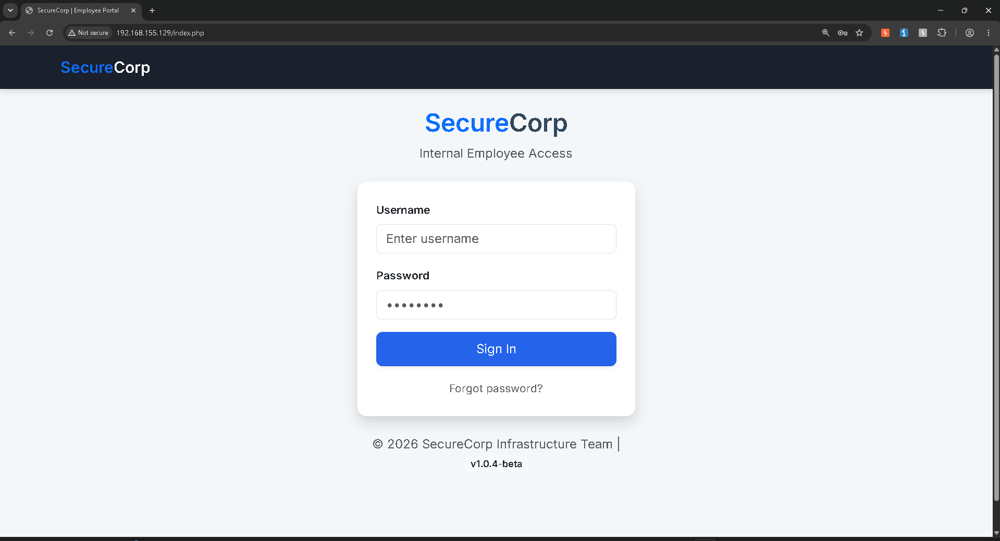 SecureCorp | Employee Portal
Not secure
192.168.155.129/index.php
SecureCorp
SecureCorp
Internal Employee Access
Username
Enter username
Password
••••••••
Sign In
Forgot password?
© 2026 SecureCorp Infrastructure Team |
v1.0.4-beta